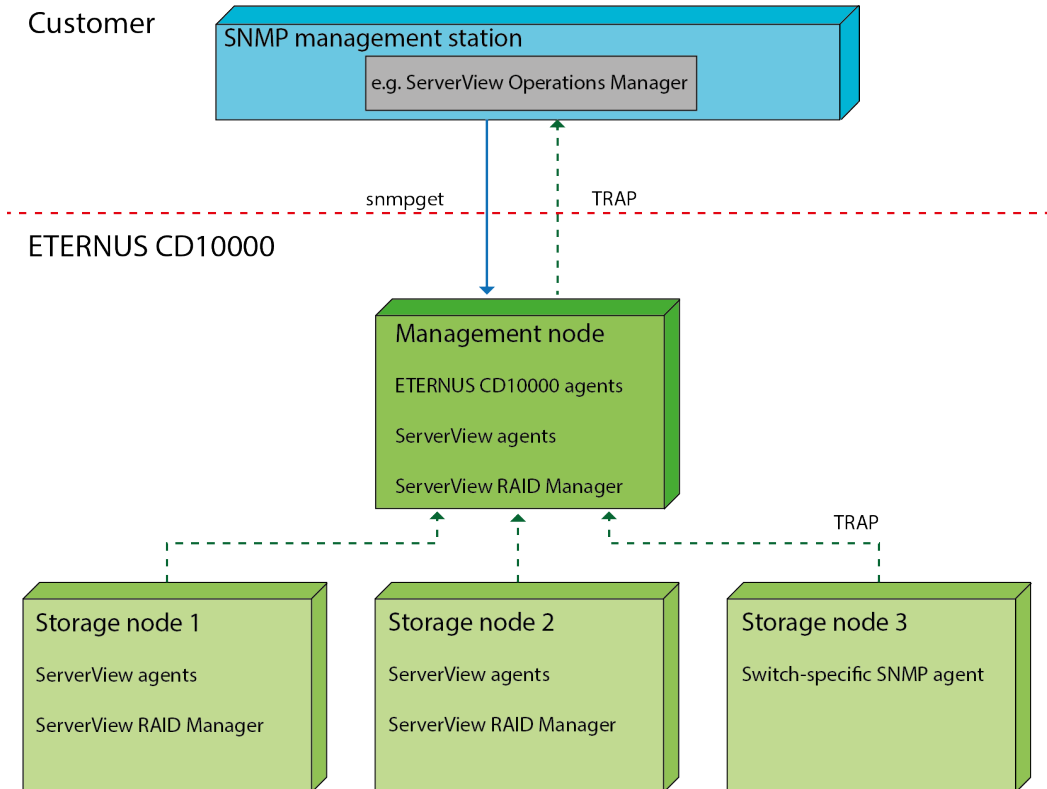 Customer
SNMP management station
e.g. ServerView Operations Manager
snmpget
TRAP
ETERNUS CD10000
Management node
ETERNUS CD10000 agents
ServerView agents
ServerView RAID Manager
TRAP
Storage node 1
ServerView agents
ServerView RAID Manager
Storage node 2
ServerView agents
ServerView RAID Manager
Storage node 3
Switch-specific SNMP agent